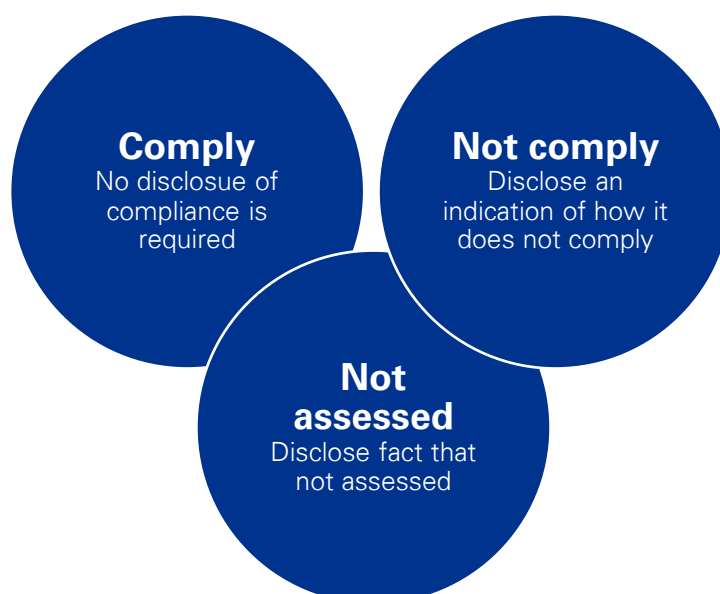 Comply
No disclosue of
compliance is
required
Not comply
Disclose an
indication of how it
does not comply
Not
assessed
Disclose fact that
not assessed